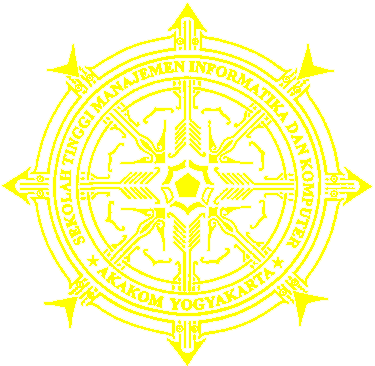 SEKOLAH TINGGI MANAJEMEN INFORMATIKA DAN KOMPUTER
AKAKOM YOGYAKARTA